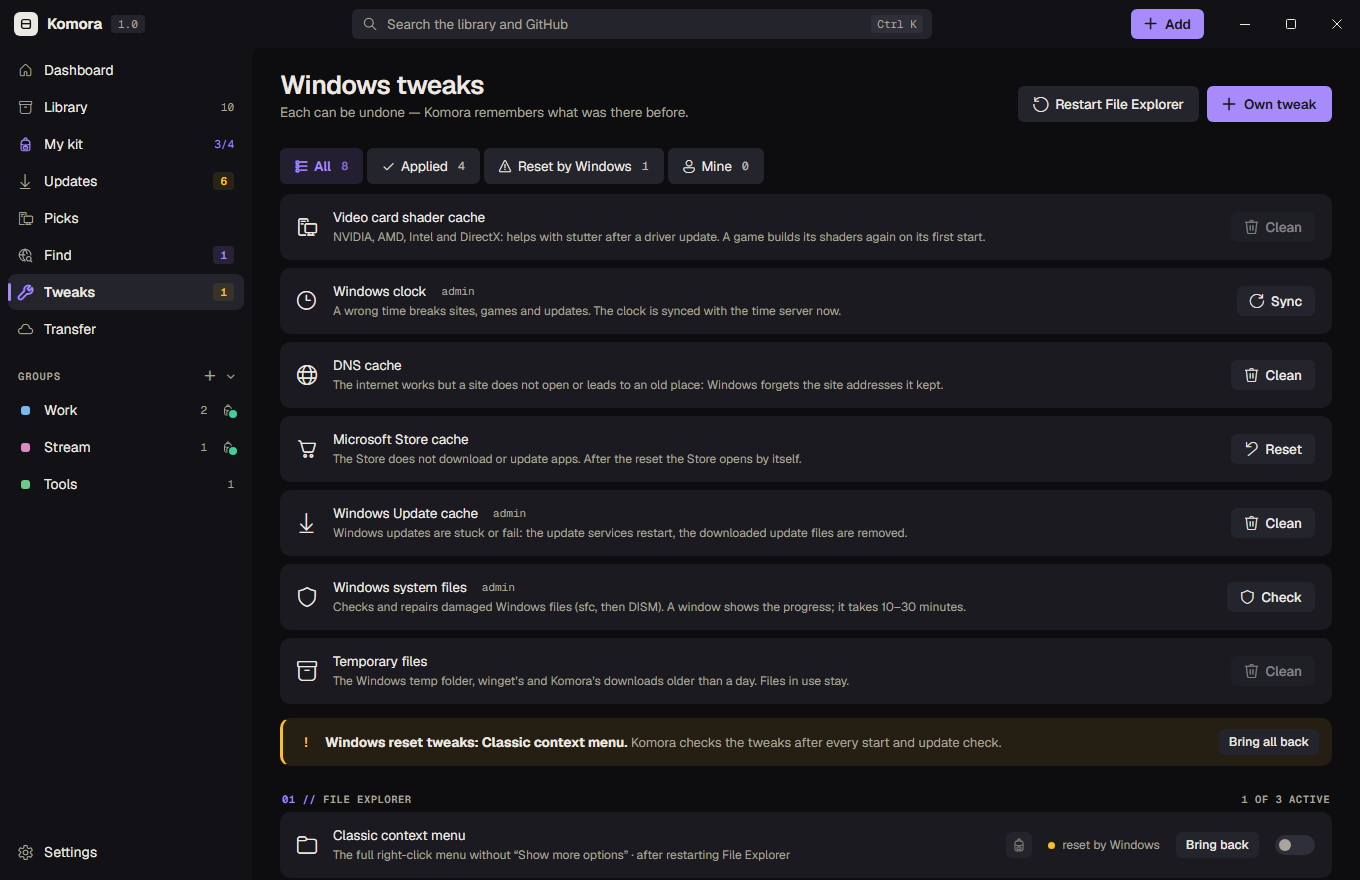 Komora 1.0
Search the library and GitHub Ctrl K
Add
Dashboard
Library 10
My kit 3/4
Updates 6
Picks
Find 1
Tweaks 1
Transfer
GROUPS
Work 2
Stream 1
Tools 1
Settings
Windows tweaks
Each can be undone — Komora remembers what was there before.
Restart File Explorer
Own tweak
All 8
Applied 4
Reset by Windows 1
Mine 0
Video card shader cache
NVIDIA, AMD, Intel and DirectX: helps with stutter after a driver update. A game builds its shaders again on its first start.
Clean
Windows clock admin
A wrong time breaks sites, games and updates. The clock is synced with the time server now.
Sync
DNS cache
The internet works but a site does not open or leads to an old place: Windows forgets the site addresses it kept.
Clean
Microsoft Store cache
The Store does not download or update apps. After the reset the Store opens by itself.
Reset
Windows Update cache admin
Windows updates are stuck or fail: the update services restart, the downloaded update files are removed.
Clean
Windows system files admin
Checks and repairs damaged Windows files (sfc, then DISM). A window shows the progress; it takes 10–30 minutes.
Check
Temporary files
The Windows temp folder, winget's and Komora's downloads older than a day. Files in use stay.
Clean
! Windows reset tweaks: Classic context menu. Komora checks the tweaks after every start and update check.
Bring all back
01 // FILE EXPLORER
1 OF 3 ACTIVE
Classic context menu
The full right-click menu without “Show more options” · after restarting File Explorer
reset by Windows
Bring back